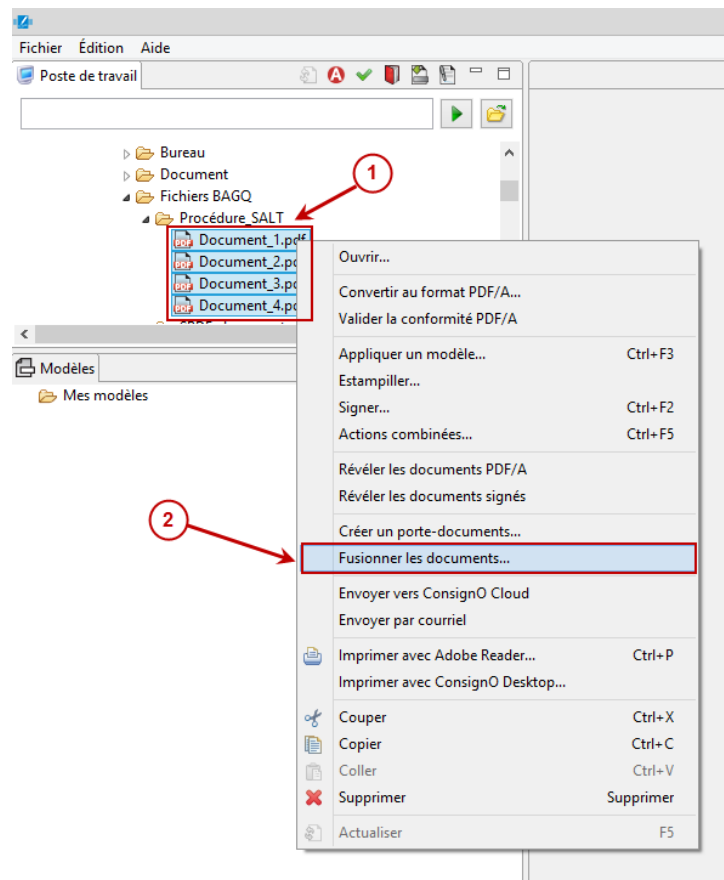 Fichier Édition Aide
Poste de travail
Bureau
Document
1
Fichiers BAGQ
Procédure_SALT
Document_1.pdf
Document_2.p
Document_3.p
Document_4.p
Modèles
Mes modèles
2
Ouvrir...
Convertir au format PDF/A...
Valider la conformité PDF/A
Appliquer un modèle... Ctrl+F3
Estampiller...
Signer... Ctrl+F2
Actions combinées... Ctrl+F5
Révéler les documents PDF/A
Révéler les documents signés
Créer un porte-documents...
Fusionner les documents...
Envoyer vers ConsignO Cloud
Envoyer par courriel
Imprimer avec Adobe Reader... Ctrl+P
Imprimer avec ConsignO Desktop...
Couper Ctrl+X
Copier Ctrl+C
Coller Ctrl+V
Supprimer Supprimer
Actualiser F5